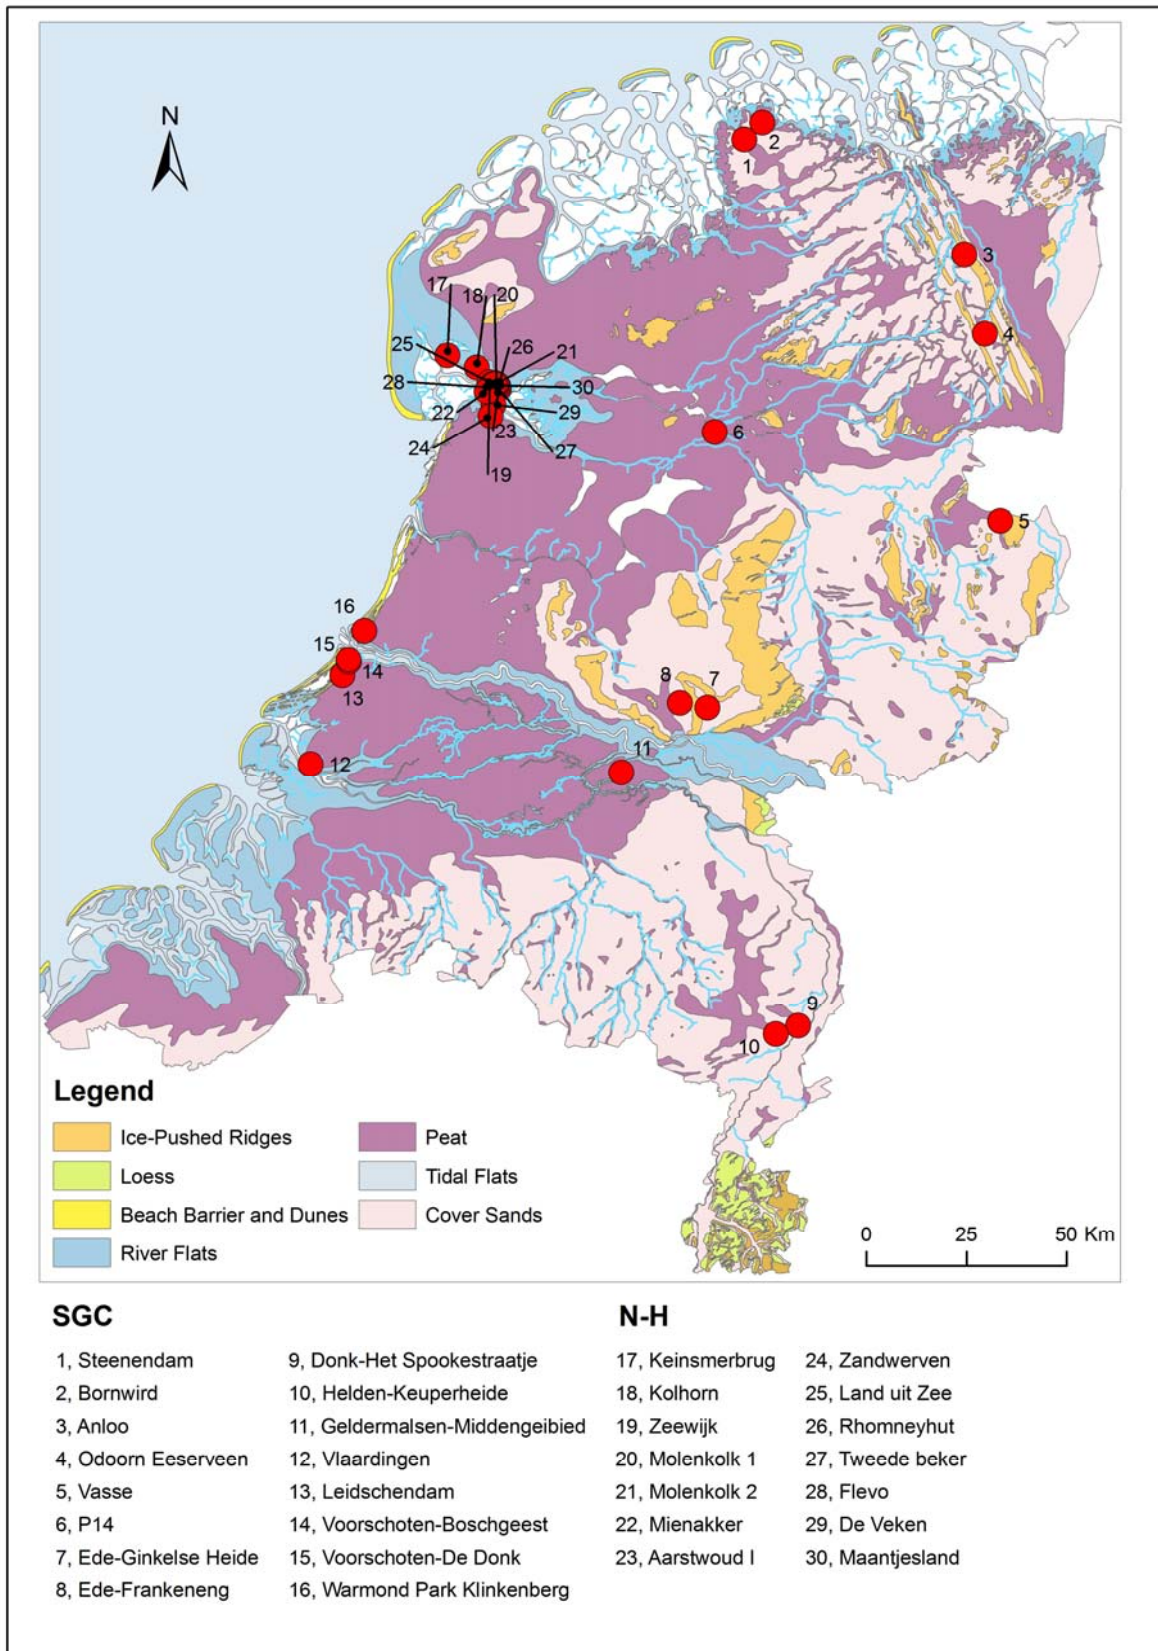 N
1
2
3
4
17
18
20
25
26
21
28
30
22
29
24
23
27
19
6
5
16
15
14
13
8
7
11
12
9
10
Legend
Ice-Pushed Ridges
Peat
Loess
Tidal Flats
Beach Barrier and Dunes
Cover Sands
River Flats
0 25 50 Km
SGC
1, Steenendam
2, Bornwird
3, Anloo
4, Odoorn Eeserveen
5, Vasse
6, P14
7, Ede-Ginkelse Heide
8, Ede-Frankeneng
9, Donk-Het Spookestraatje
10, Helden-Keuperheide
11, Geldermalsen-Middengeibied
12, Vlaardingen
13, Leidschendam
14, Voorschoten-Boschgeest
15, Voorschoten-De Donk
16, Warmond Park Klinkenberg
N-H
17, Keinsmerbrug
18, Kolhorn
19, Zeewijk
20, Molenkolk 1
21, Molenkolk 2
22, Mienakker
23, Aarstwoud I
24, Zandwerven
25, Land uit Zee
26, Rhomneyhut
27, Tweede beker
28, Flevo
29, De Veken
30, Maantjesland